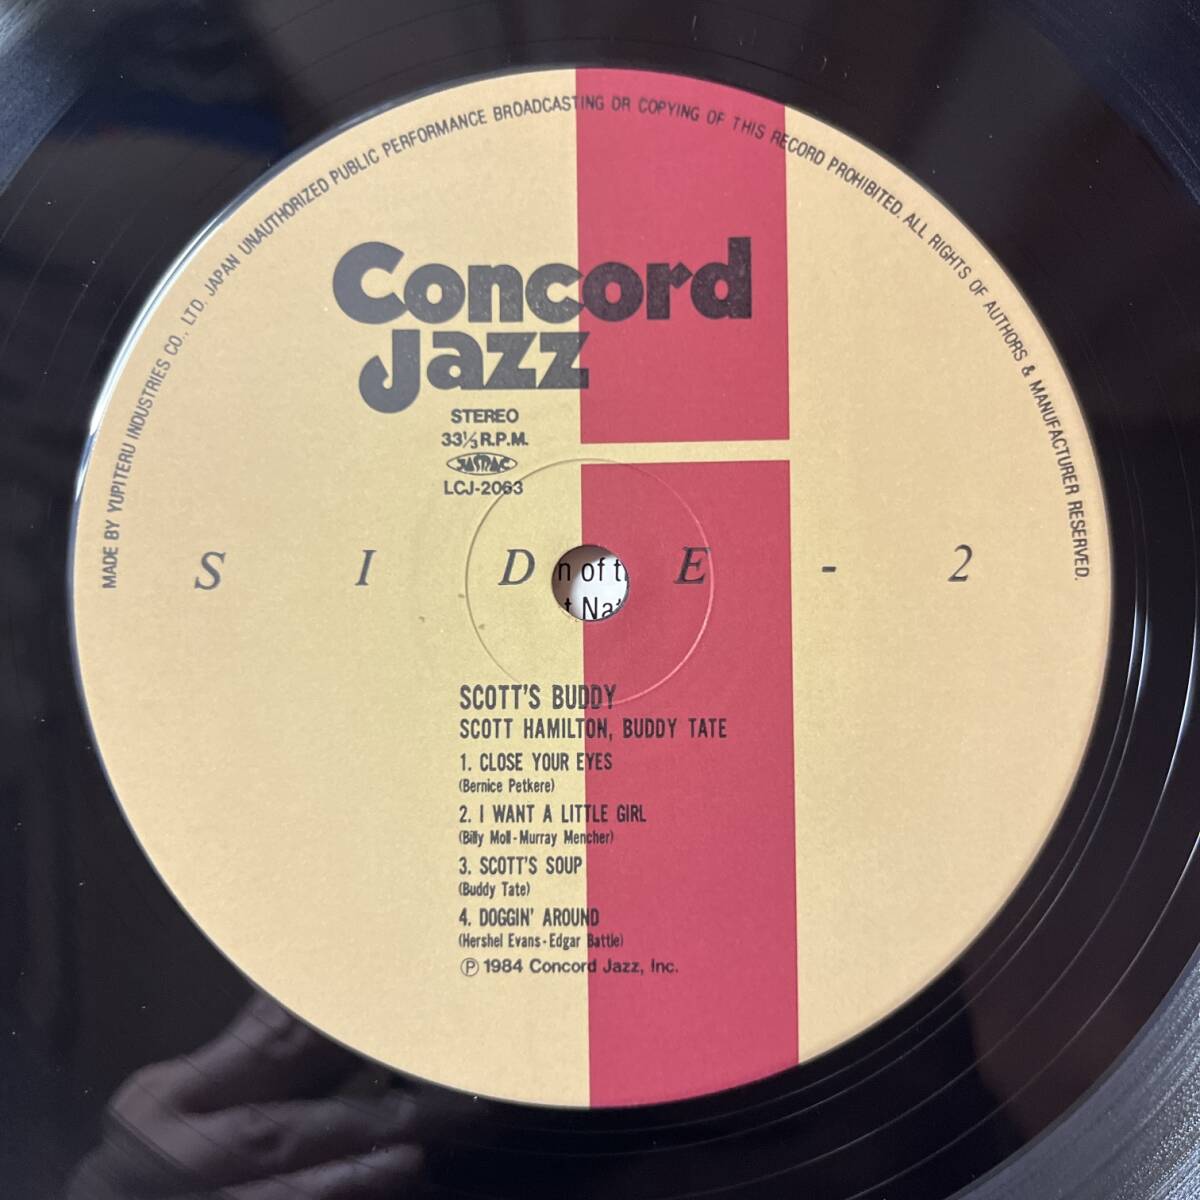 MADE BY YUPITERU INDUSTRIES CO., LTD. JAPAN UNAUTHORIZED PUBLIC PERFORMANCE BROADCASTING OR COPYING OF THIS RECORD PROHIBITED. ALL RIGHTS OF AUTHORS & MANUFACTURER RESERVED.
Concord
Jazz
STEREO
33⅓ R.P.M.
JASRAC
LCJ-2063
SIDE-2
n of t
t Na
SCOTT'S BUDDY
SCOTT HAMILTON, BUDDY TATE
1. CLOSE YOUR EYES
(Bernice Petkere)
2. I WANT A LITTLE GIRL
(Billy Moll-Murray Mencher)
3. SCOTT'S SOUP
(Buddy Tate)
4. DOGGIN' AROUND
(Hershel Evans-Edgar Battle)
Ⓟ 1984 Concord Jazz, Inc.